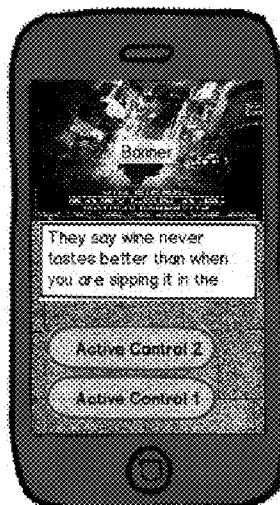 Banner
They say wine never
tastes better than when
you are sipping it in the
Active Control 2
Active Control 1